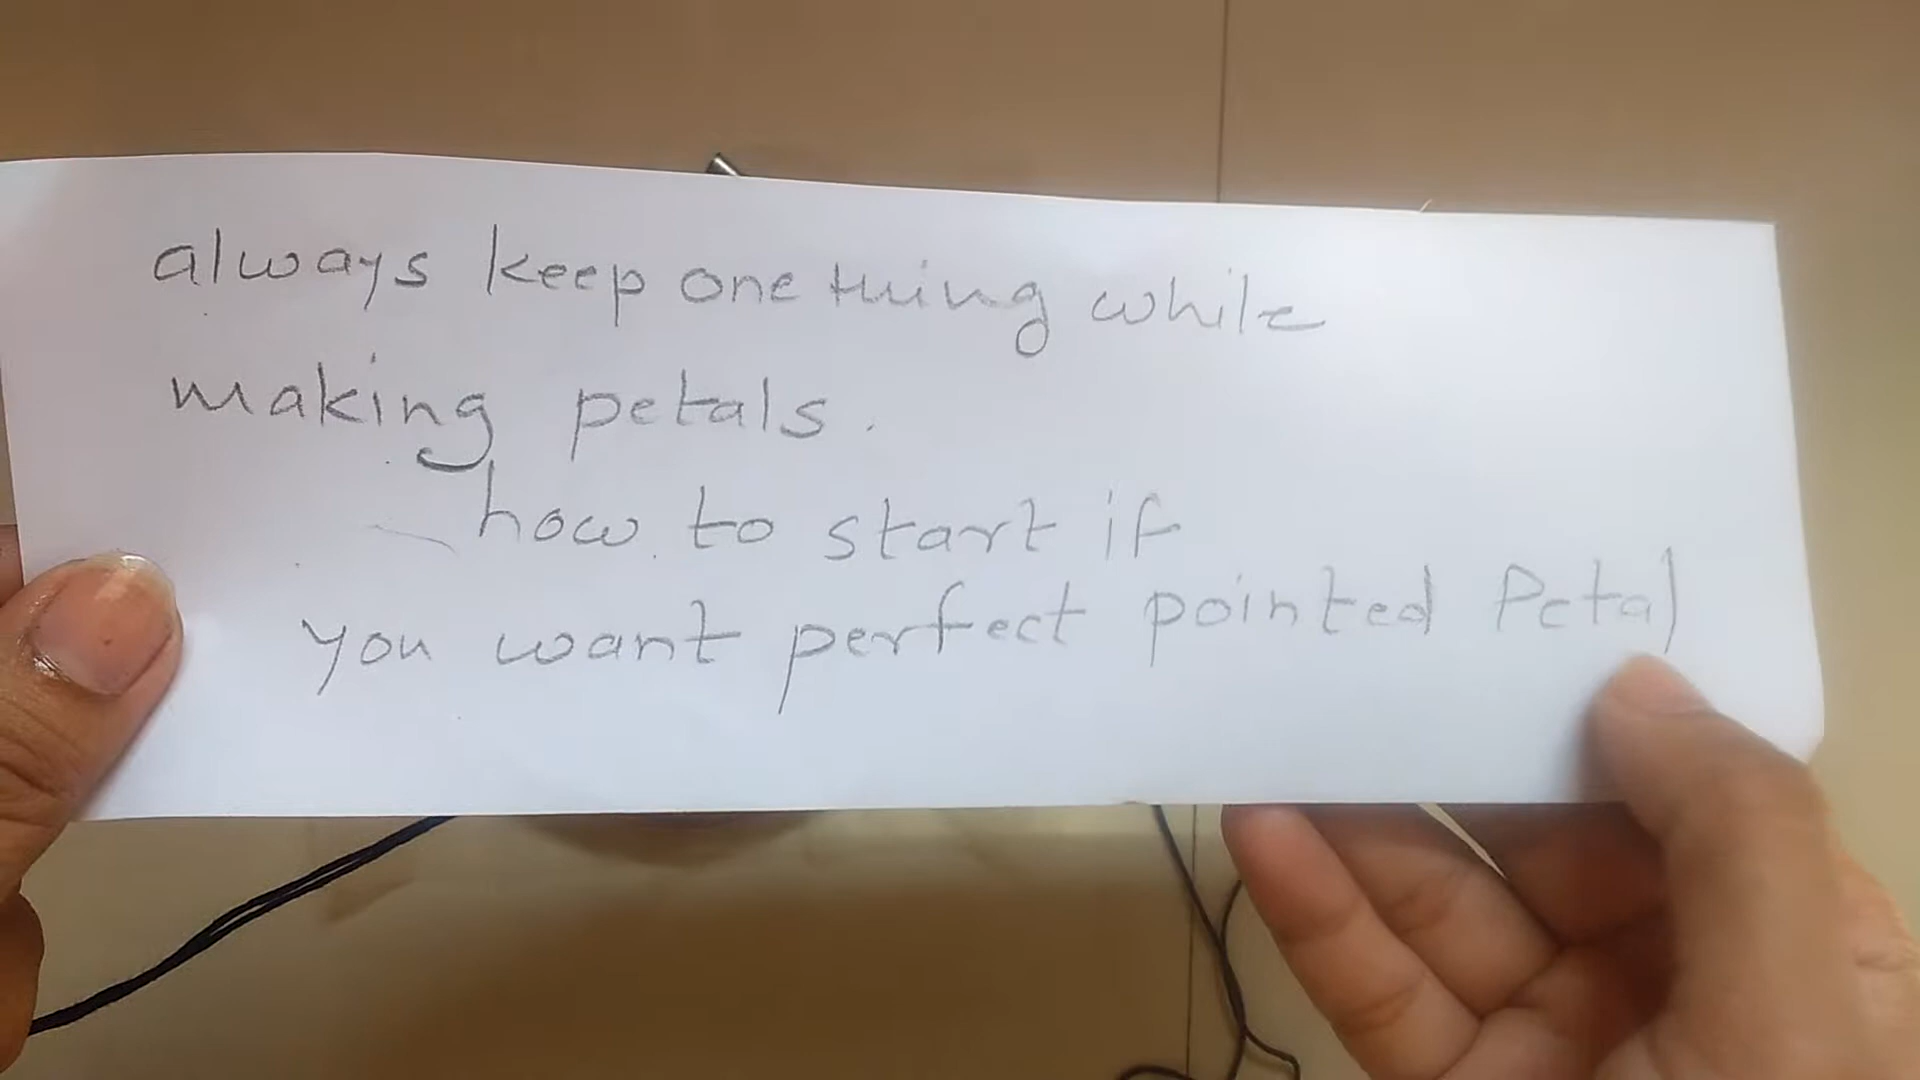 always keep one thing while
making petals.
how to start if
you want perfect pointed Petal